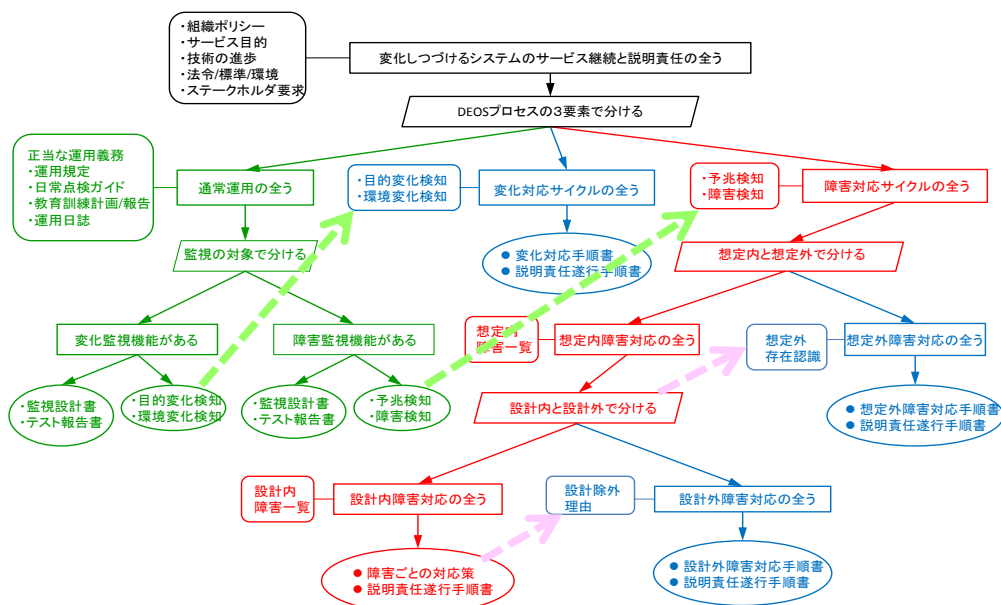 ・組織ポリシー
・サービス目的
・技術の進歩
・法令/標準/環境
・ステークホルダ要求
変化しつづけるシステムのサービス継続と説明責任の全う
DEOSプロセスの３要素で分ける
正当な運用義務
・運用規定
・日常点検ガイド
・教育訓練計画/報告
・運用日誌
通常運用の全う
・目的変化検知
・環境変化検知
変化対応サイクルの全う
・予兆検知
・障害検知
障害対応サイクルの全う
監視の対象で分ける
● 変化対応手順書
● 説明責任遂行手順書
想定内と想定外で分ける
変化監視機能がある
障害監視機能がある
想定内
障害一覧
想定内障害対応の全う
想定外
存在認識
想定外障害対応の全う
・監視設計書
・テスト報告書
・目的変化検知
・環境変化検知
・監視設計書
・テスト報告書
・予兆検知
・障害検知
設計内と設計外で分ける
● 想定外障害対応手順書
● 説明責任遂行手順書
設計内
障害一覧
設計内障害対応の全う
設計除外
理由
設計外障害対応の全う
● 障害ごとの対応策
● 説明責任遂行手順書
● 設計外障害対応手順書
● 説明責任遂行手順書